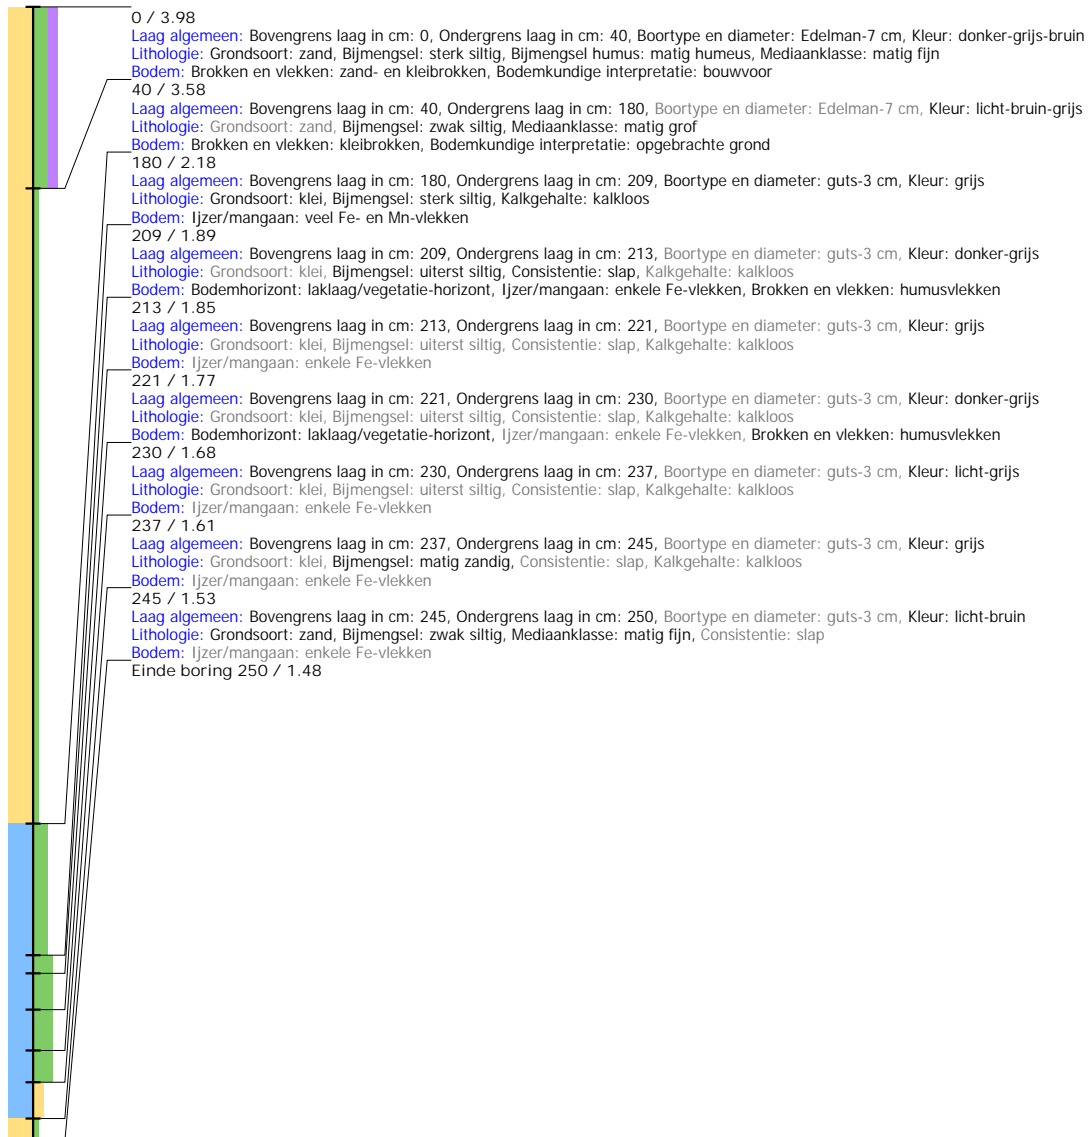 0 / 3.98
Laag algemeen: Bovengrens laag in cm: 0, Ondergrens laag in cm: 40, Boortype en diameter: Edelman-7 cm, Kleur: donker-grijs-bruin
Lithologie: Grondsoort: zand, Bijmengsel: sterk siltig, Bijmengsel humus: matig humeus, Mediaanklasse: matig fijn
Bodem: Brokken en vlekken: zand- en kleibrokken, Bodemkundige interpretatie: bouwvoor
40 / 3.58
Laag algemeen: Bovengrens laag in cm: 40, Ondergrens laag in cm: 180, Boortype en diameter: Edelman-7 cm, Kleur: licht-bruin-grijs
Lithologie: Grondsoort: zand, Bijmengsel: zwak siltig, Mediaanklasse: matig grof
Bodem: Brokken en vlekken: kleibrokken, Bodemkundige interpretatie: opgebrachte grond
180 / 2.18
Laag algemeen: Bovengrens laag in cm: 180, Ondergrens laag in cm: 209, Boortype en diameter: guts-3 cm, Kleur: grijs
Lithologie: Grondsoort: klei, Bijmengsel: sterk siltig, Kalkgehalte: kalkloos
Bodem: Ijzer/mangaan: veel Fe- en Mn-vlekken
209 / 1.89
Laag algemeen: Bovengrens laag in cm: 209, Ondergrens laag in cm: 213, Boortype en diameter: guts-3 cm, Kleur: donker-grijs
Lithologie: Grondsoort: klei, Bijmengsel: uiterst siltig, Consistentie: slap, Kalkgehalte: kalkloos
Bodem: Bodemhorizont: laklaag/vegetatie-horizont, Ijzer/mangaan: enkele Fe-vlekken, Brokken en vlekken: humusvlekken
213 / 1.85
Laag algemeen: Bovengrens laag in cm: 213, Ondergrens laag in cm: 221, Boortype en diameter: guts-3 cm, Kleur: grijs
Lithologie: Grondsoort: klei, Bijmengsel: uiterst siltig, Consistentie: slap, Kalkgehalte: kalkloos
Bodem: Ijzer/mangaan: enkele Fe-vlekken
221 / 1.77
Laag algemeen: Bovengrens laag in cm: 221, Ondergrens laag in cm: 230, Boortype en diameter: guts-3 cm, Kleur: donker-grijs
Lithologie: Grondsoort: klei, Bijmengsel: uiterst siltig, Consistentie: slap, Kalkgehalte: kalkloos
Bodem: Bodemhorizont: laklaag/vegetatie-horizont, Ijzer/mangaan: enkele Fe-vlekken, Brokken en vlekken: humusvlekken
230 / 1.68
Laag algemeen: Bovengrens laag in cm: 230, Ondergrens laag in cm: 237, Boortype en diameter: guts-3 cm, Kleur: licht-grijs
Lithologie: Grondsoort: klei, Bijmengsel: uiterst siltig, Consistentie: slap, Kalkgehalte: kalkloos
Bodem: Ijzer/mangaan: enkele Fe-vlekken
237 / 1.61
Laag algemeen: Bovengrens laag in cm: 237, Ondergrens laag in cm: 245, Boortype en diameter: guts-3 cm, Kleur: grijs
Lithologie: Grondsoort: klei, Bijmengsel: matig zandig, Consistentie: slap, Kalkgehalte: kalkloos
Bodem: Ijzer/mangaan: enkele Fe-vlekken
245 / 1.53
Laag algemeen: Bovengrens laag in cm: 245, Ondergrens laag in cm: 250, Boortype en diameter: guts-3 cm, Kleur: licht-bruin
Lithologie: Grondsoort: zand, Bijmengsel: zwak siltig, Mediaanklasse: matig fijn, Consistentie: slap
Bodem: Ijzer/mangaan: enkele Fe-vlekken
Einde boring 250 / 1.48